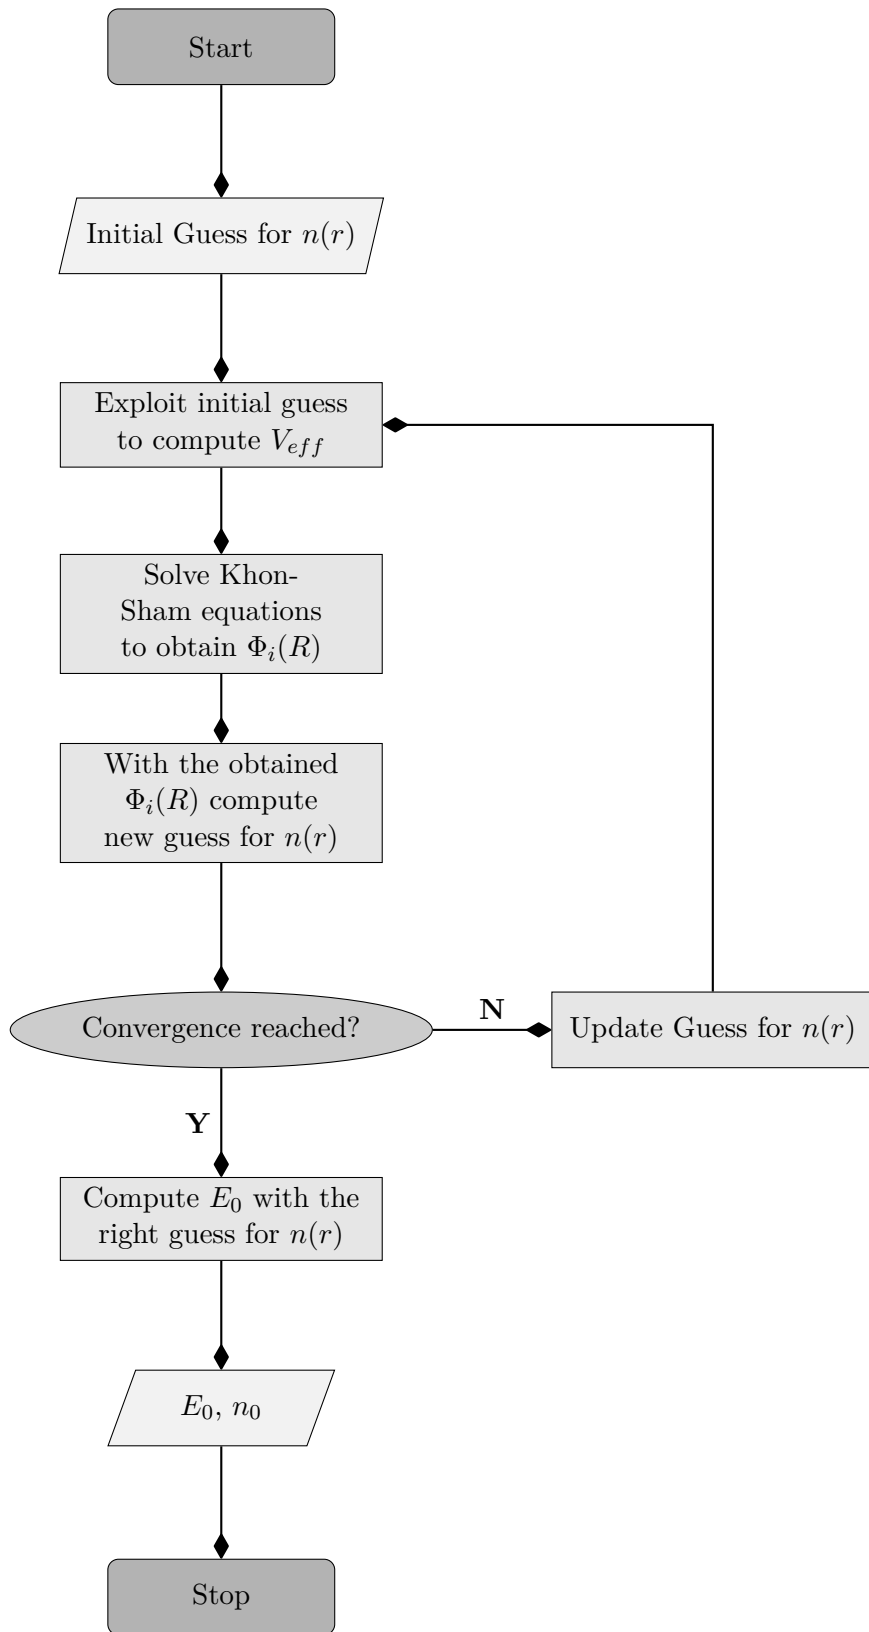 Start
Initial Guess for n(r)
Exploit initial guess
to compute V_{eff}
Solve Khon-
Sham equations
to obtain Φ_i(R)
With the obtained
Φ_i(R) compute
new guess for n(r)
Convergence reached?
N
Update Guess for n(r)
Y
Compute E_0 with the
right guess for n(r)
E_0, n_0
Stop